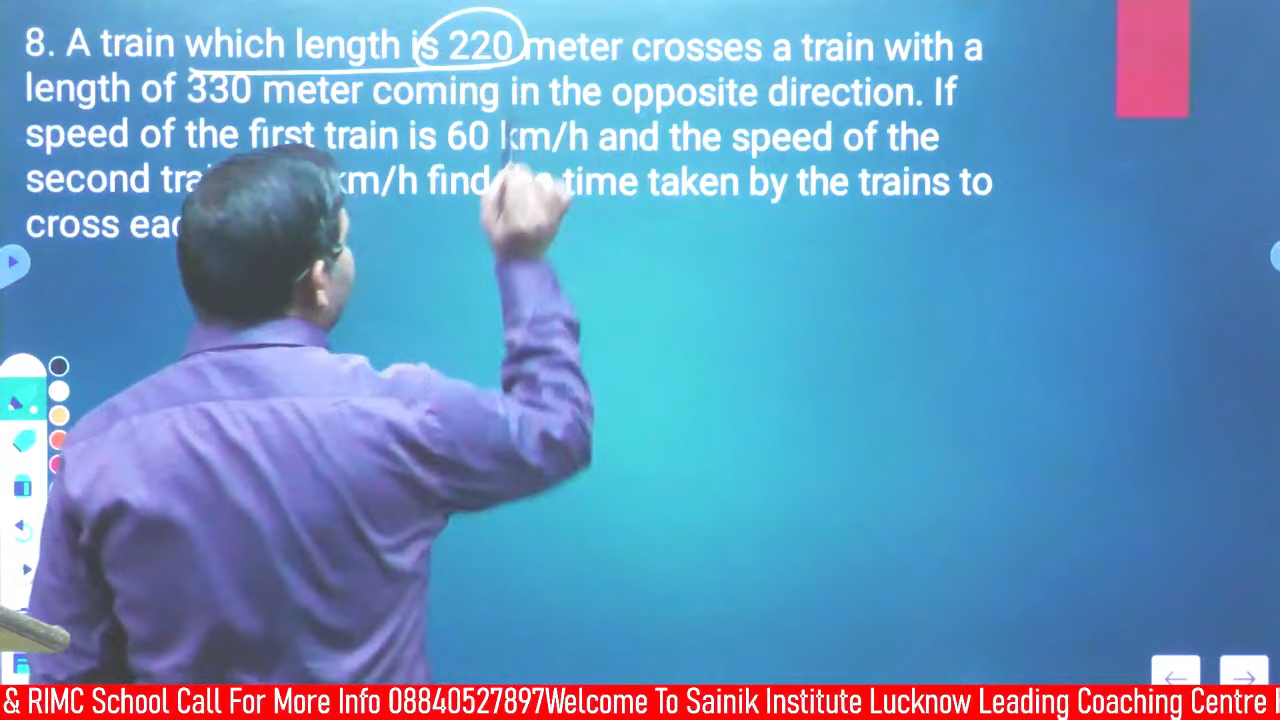 8. A train which length is 220 meter crosses a train with a
length of 330 meter coming in the opposite direction. If
speed of the first train is 60 km/h and the speed of the
second km/h find time taken by the trains to
cross
& RIMC School Call For More Info 08840527897Welcome To Sainik Institute Lucknow Leading Coaching Centre